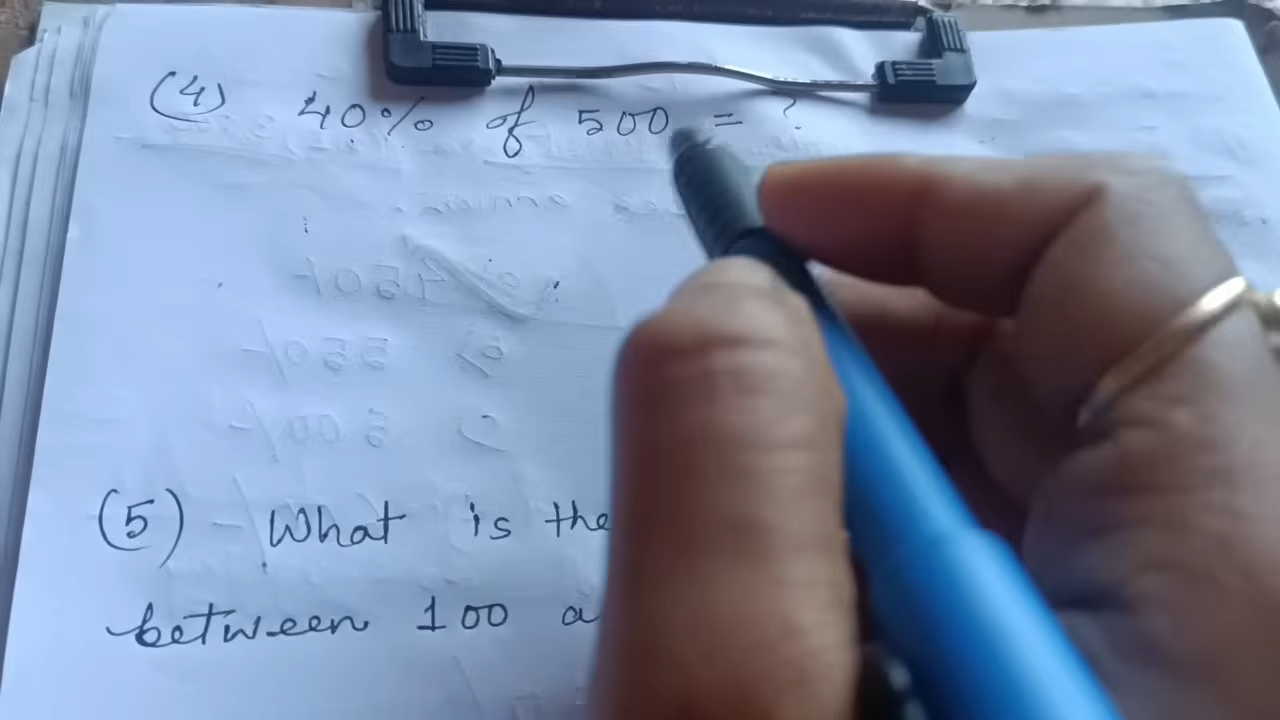 (4) 40% of 500 = ?
(5) What is the
between 100